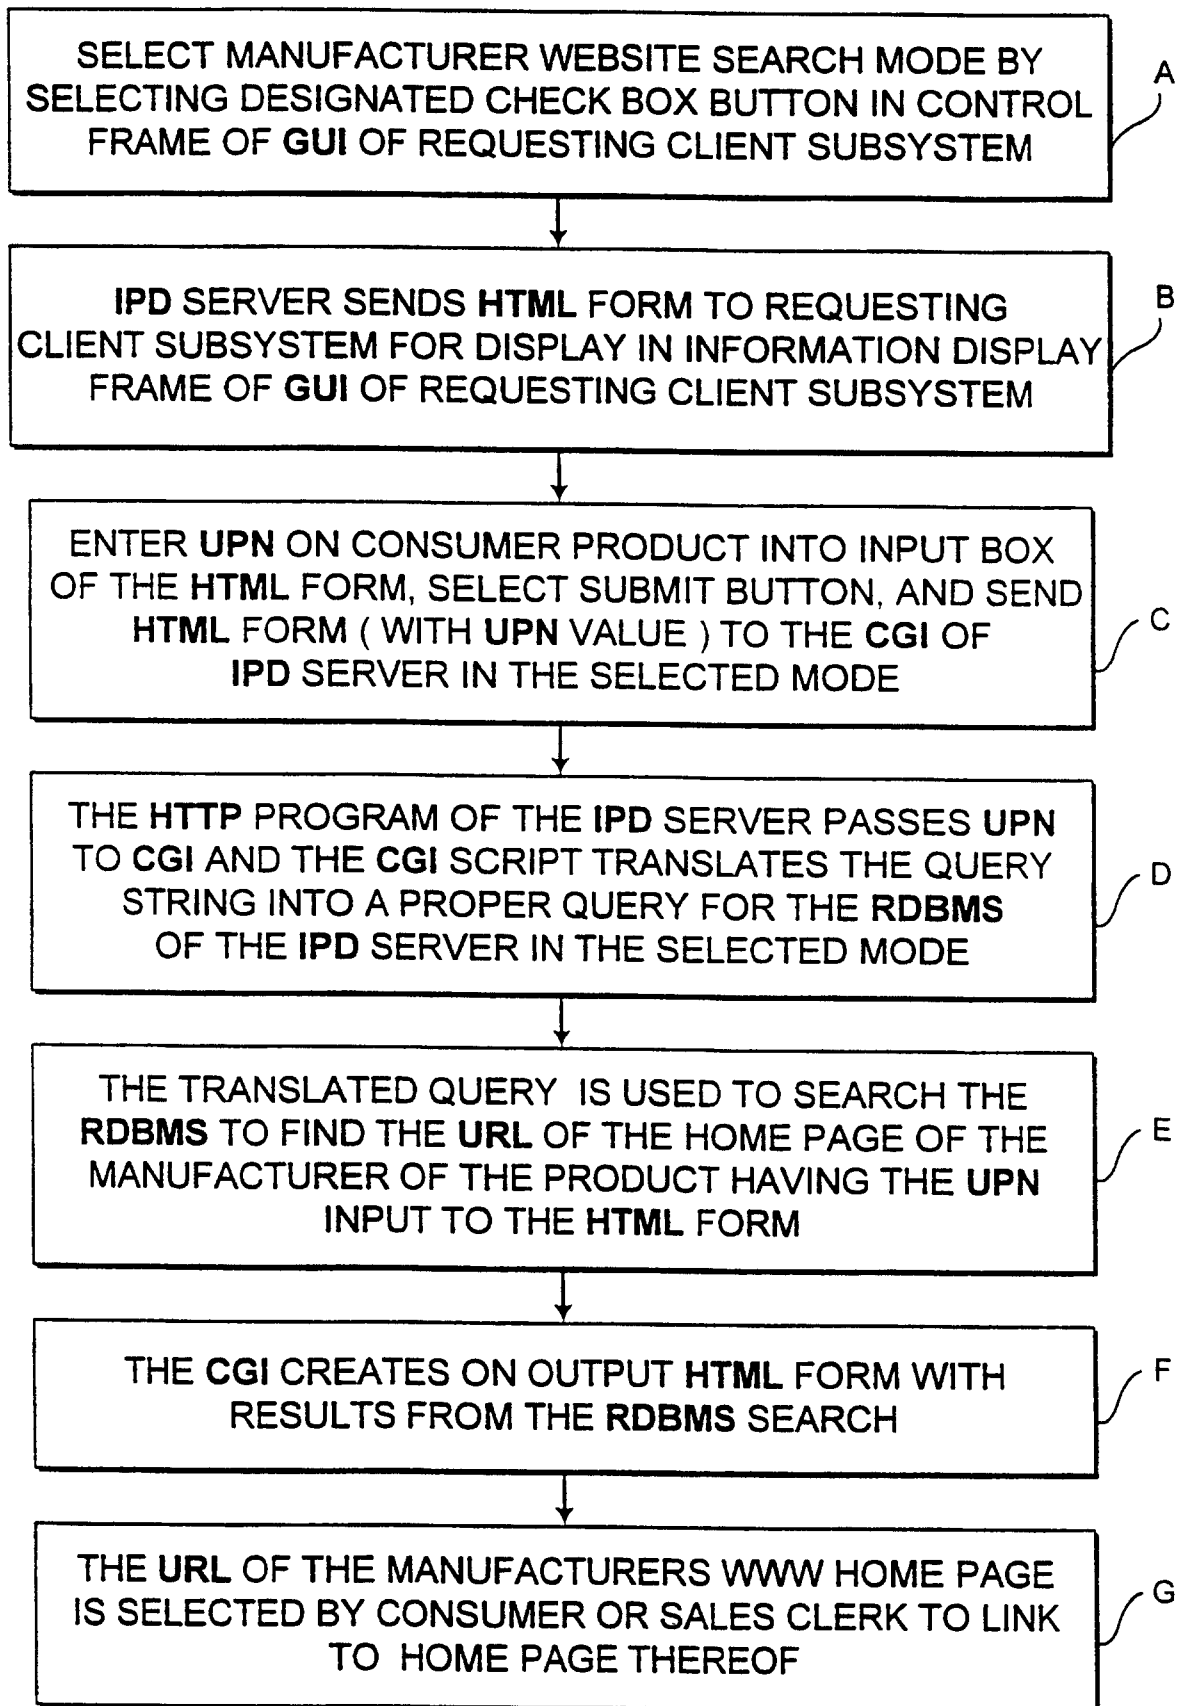 SELECT MANUFACTURER WEBSITE SEARCH MODE BY
SELECTING DESIGNATED CHECK BOX BUTTON IN CONTROL
FRAME OF GUI OF REQUESTING CLIENT SUBSYSTEM
A
IPD SERVER SENDS HTML FORM TO REQUESTING
CLIENT SUBSYSTEM FOR DISPLAY IN INFORMATION DISPLAY
FRAME OF GUI OF REQUESTING CLIENT SUBSYSTEM
B
ENTER UPN ON CONSUMER PRODUCT INTO INPUT BOX
OF THE HTML FORM, SELECT SUBMIT BUTTON, AND SEND
HTML FORM ( WITH UPN VALUE ) TO THE CGI OF
IPD SERVER IN THE SELECTED MODE
C
THE HTTP PROGRAM OF THE IPD SERVER PASSES UPN
TO CGI AND THE CGI SCRIPT TRANSLATES THE QUERY
STRING INTO A PROPER QUERY FOR THE RDBMS
OF THE IPD SERVER IN THE SELECTED MODE
D
THE TRANSLATED QUERY IS USED TO SEARCH THE
RDBMS TO FIND THE URL OF THE HOME PAGE OF THE
MANUFACTURER OF THE PRODUCT HAVING THE UPN
INPUT TO THE HTML FORM
E
THE CGI CREATES ON OUTPUT HTML FORM WITH
RESULTS FROM THE RDBMS SEARCH
F
THE URL OF THE MANUFACTURERS WWW HOME PAGE
IS SELECTED BY CONSUMER OR SALES CLERK TO LINK
TO HOME PAGE THEREOF
G